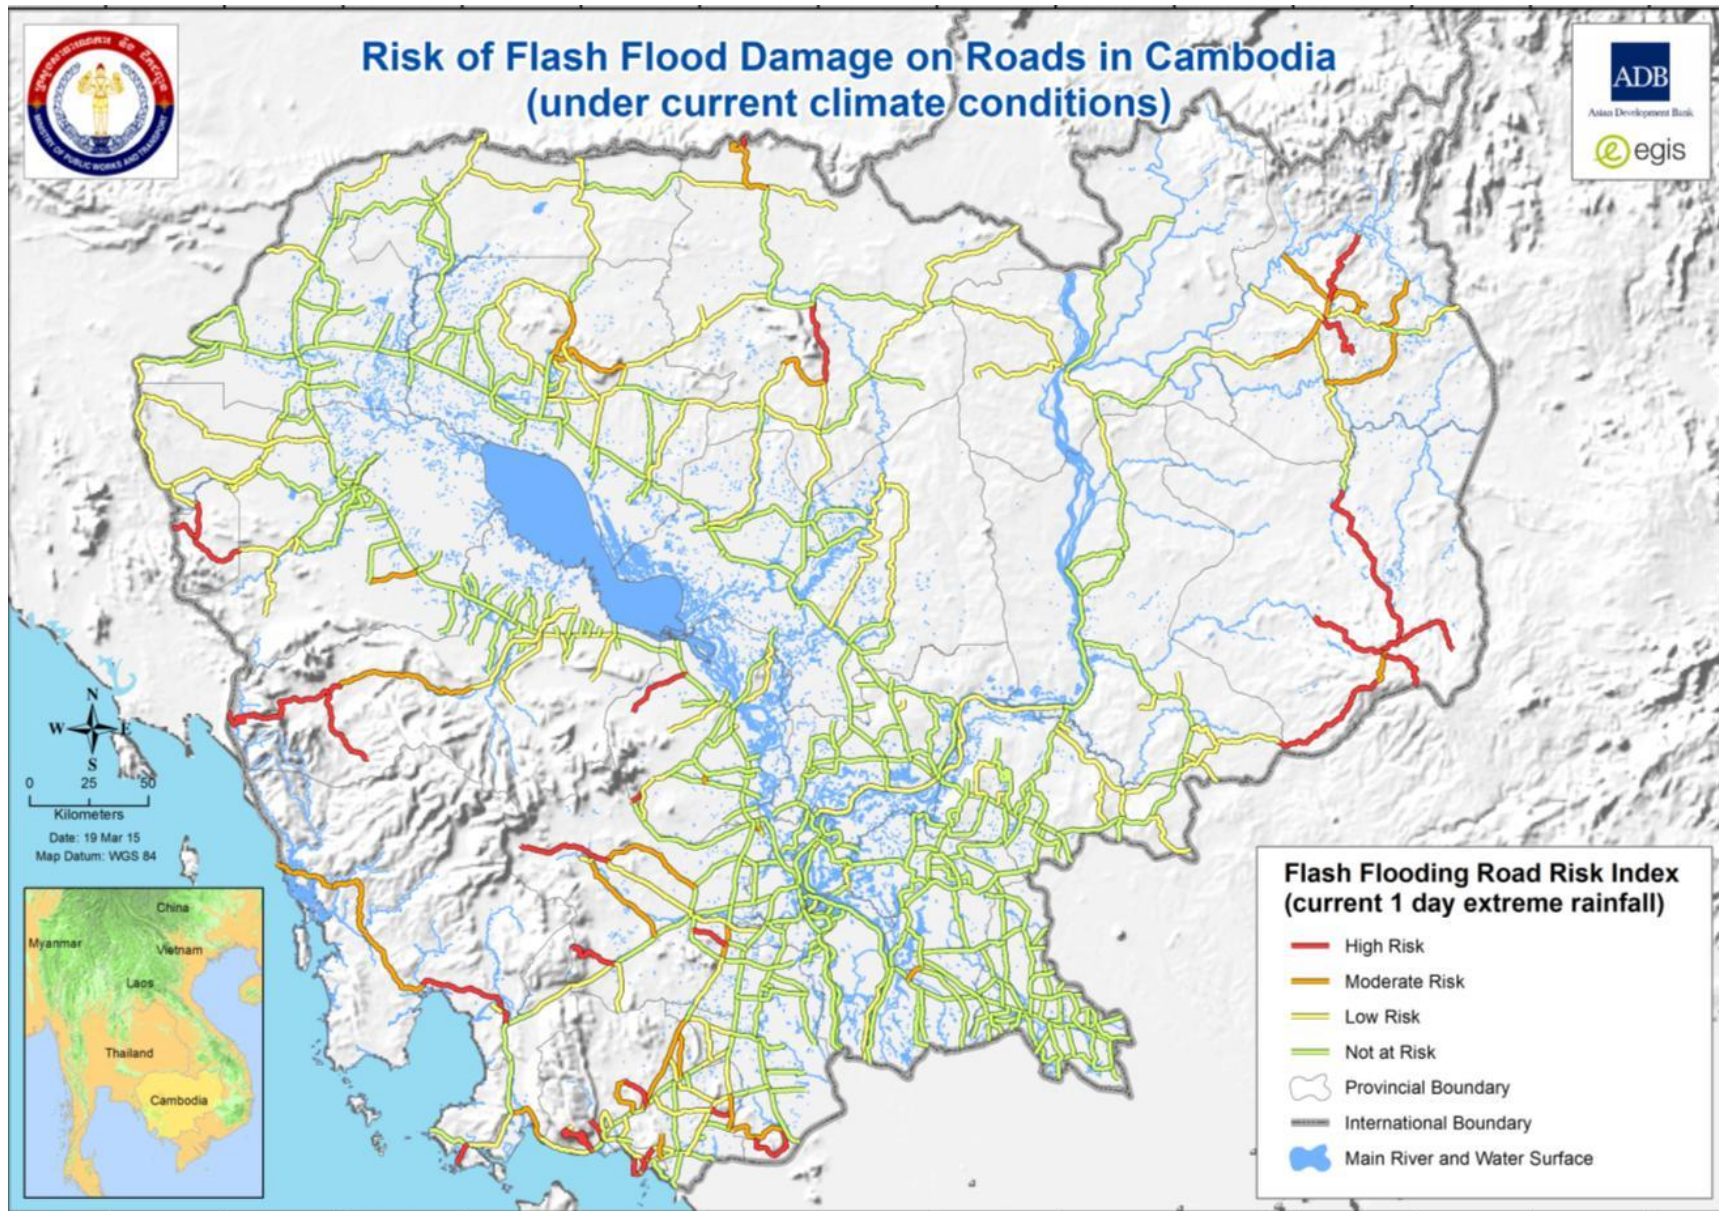 Risk of Flash Flood Damage on Roads in Cambodia
(under current climate conditions)
MINISTRY OF PUBLIC WORKS AND TRANSPORT
ADB
Asian Development Bank
egis
N
W E
S
0 25 50
Kilometers
Date: 19 Mar 15
Map Datum: WGS 84
China
Myanmar
Vietnam
Laos
Thailand
Cambodia
Flash Flooding Road Risk Index
(current 1 day extreme rainfall)
High Risk
Moderate Risk
Low Risk
Not at Risk
Provincial Boundary
International Boundary
Main River and Water Surface